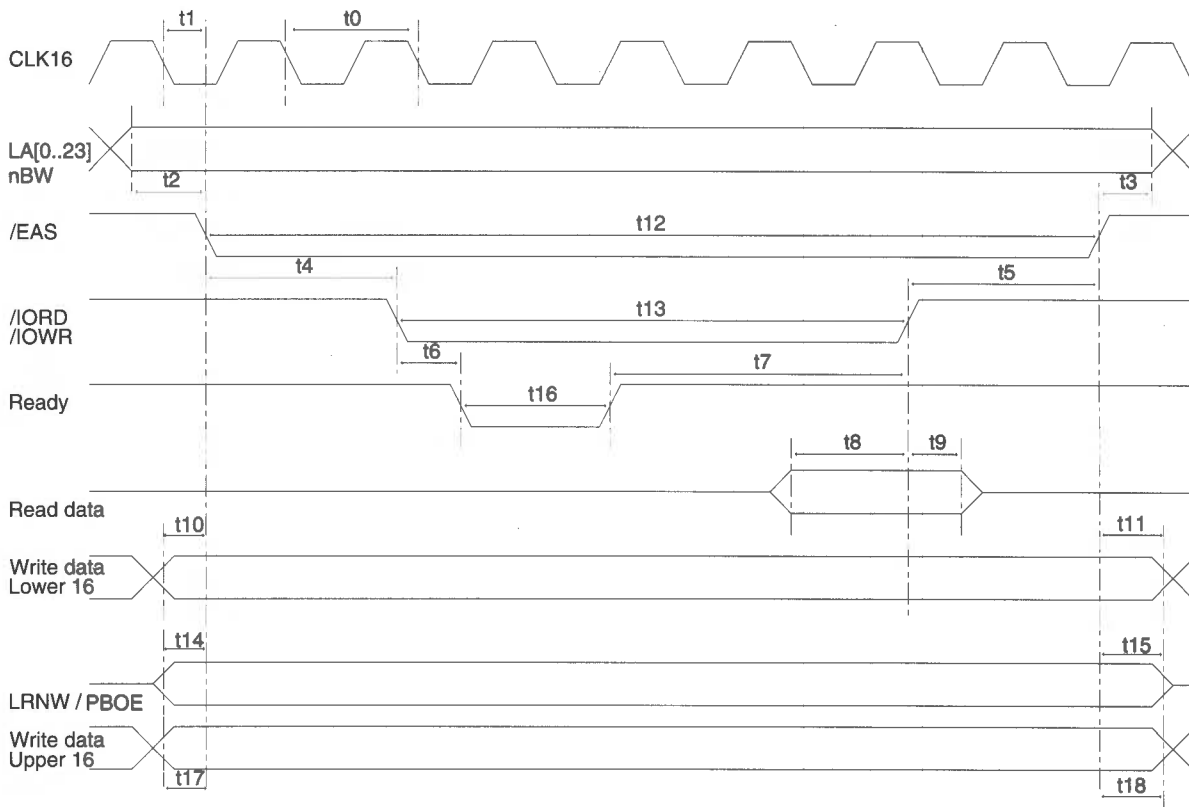 t1
t0
CLK16
LA[0..23]
nBW
t2
t3
/EAS
t12
t4
t5
/IORD
/IOWR
t13
t6
t7
Ready
t16
t8
t9
Read data
t10
t11
Write data
Lower 16
t14
t15
LRNW / PBOE
Write data
Upper 16
t17
t18